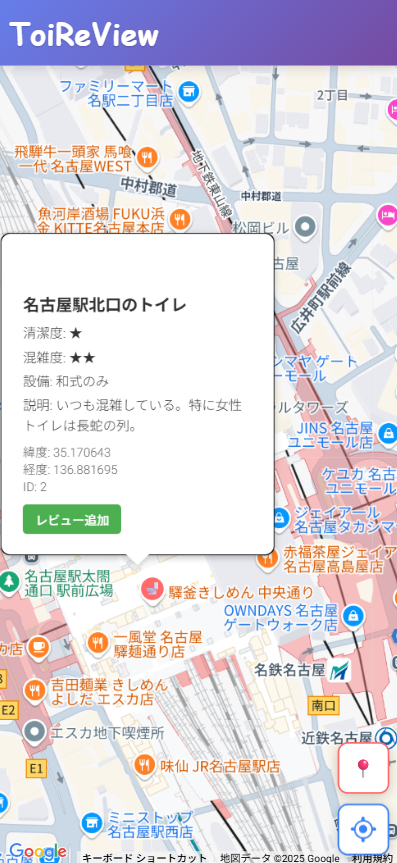 ToiReView
ファミリーマート
名駅二丁目店
2丁目
飛騨牛一頭家 馬喰
一代 名古屋WEST
地下鉄東山線
中村郡道
中村郡道
魚河岸酒場 FUKU浜
金 KITTE名古屋本店
松岡ビル
広井町駅前線
名古屋駅北口のトイレ
清潔度: ★
混雑度: ★★
設備: 和式のみ
説明: いつも混雑している。特に女性
トイレは長蛇の列。
緯度: 35.170643
経度: 136.881695
ID: 2
レビュー追加
シマヤ ゲート
モール
ルタワーズ
JINS 名古屋
ユニモール店
ケユカ 名古
ユニモール
ジェイアール
名古屋タカシマ
赤福茶屋ジェイア
名古屋高島屋店
名古屋駅太閤
通口 駅前広場
驛釜きしめん 中央通り
OWNDAYS 名古屋
ゲートウォーク店
カ店
一風堂 名古屋
驛麺通り店
名鉄名古屋
吉田麺業 きしめん
よしだ エスカ店
南口
E2
エスカ地下喫煙所
近鉄名古屋
E1
味仙 JR名古屋駅店
ミニストップ
名古屋駅西店
Google
キーボード ショートカット
地図データ ©2025 Google
利用規約